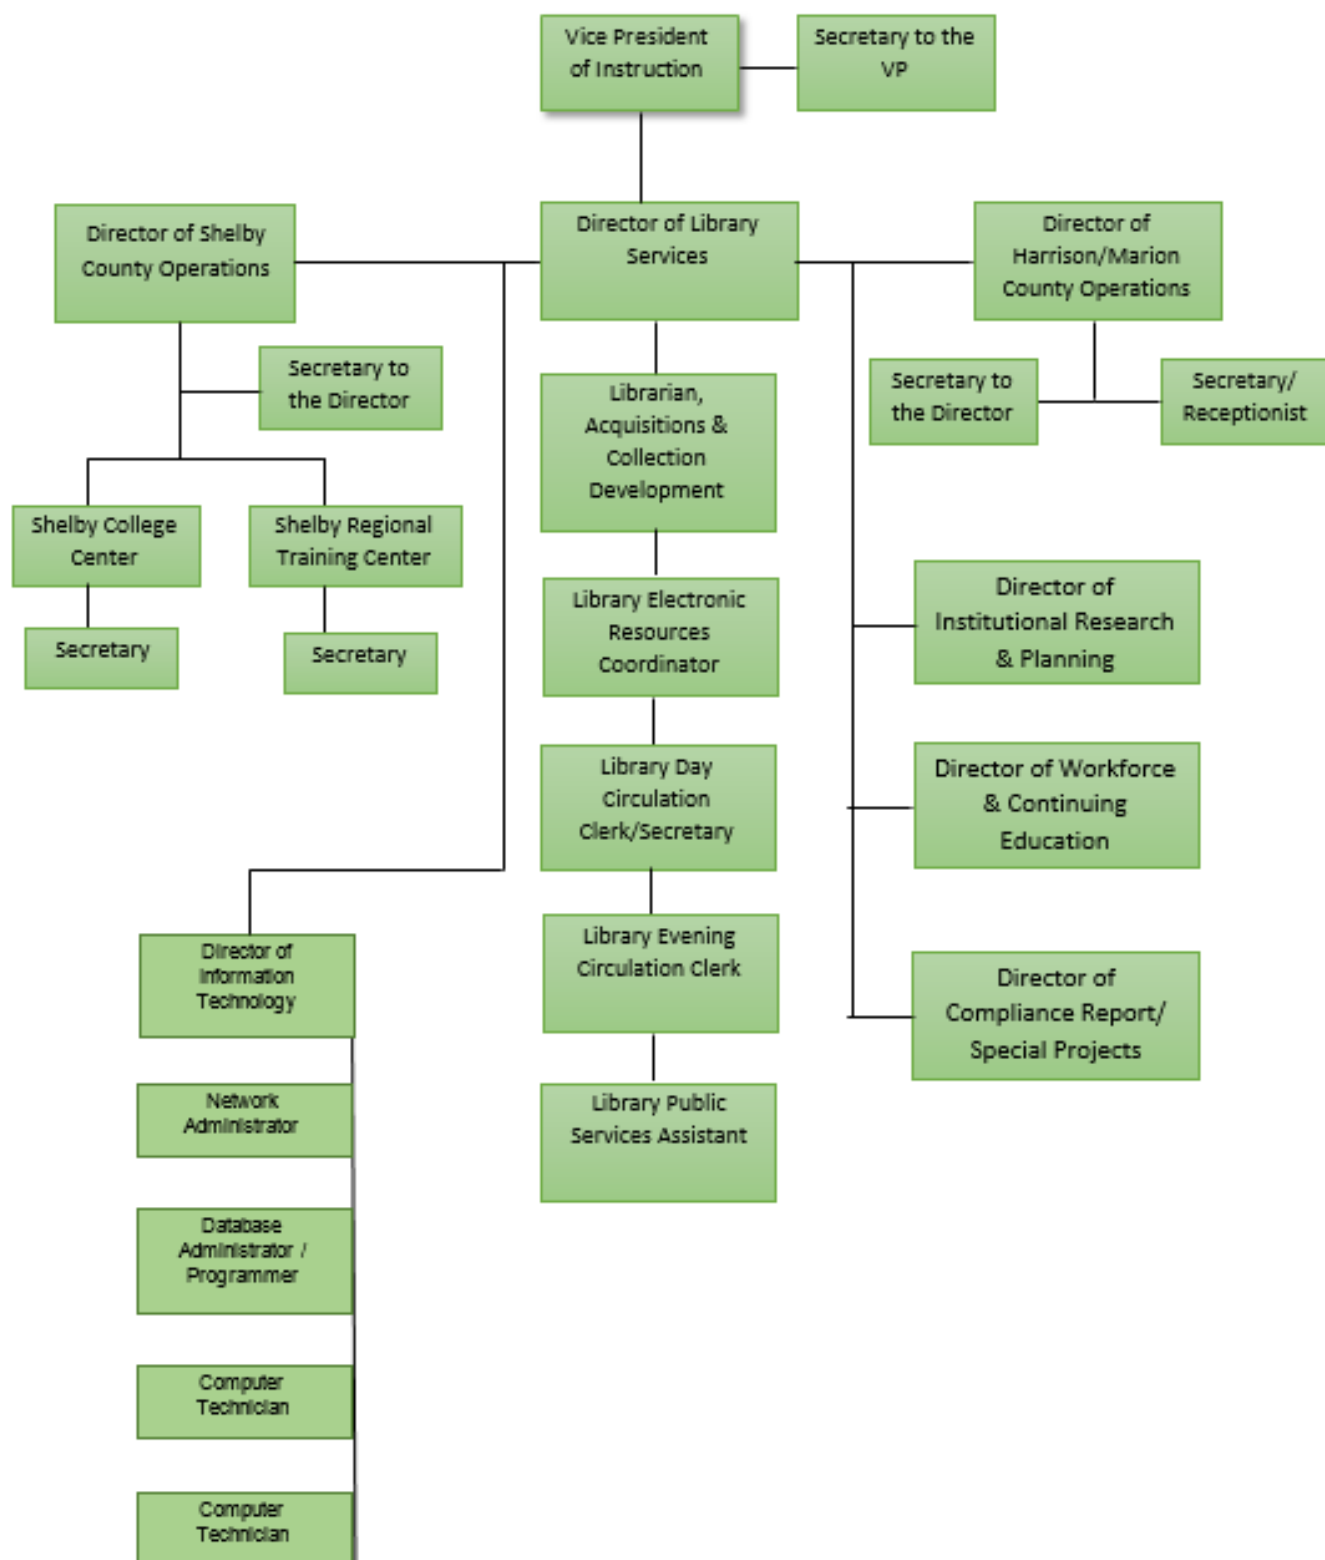 Vice President
of Instruction
Secretary to the
VP
Director of Shelby
County Operations
Director of Library
Services
Director of
Harrison/Marion
County Operations
Secretary to
the Director
Librarian,
Acquisitions &
Collection
Development
Secretary to
the Director
Secretary/
Receptionist
Shelby College
Center
Shelby Regional
Training Center
Secretary
Secretary
Library Electronic
Resources
Coordinator
Director of
Institutional Research
& Planning
Library Day
Circulation
Clerk/Secretary
Director of Workforce
& Continuing
Education
Library Evening
Circulation Clerk
Director of
Information
Technology
Director of
Compliance Report/
Special Projects
Network
Administrator
Library Public
Services Assistant
Database
Administrator /
Programmer
Computer
Technician
Computer
Technician